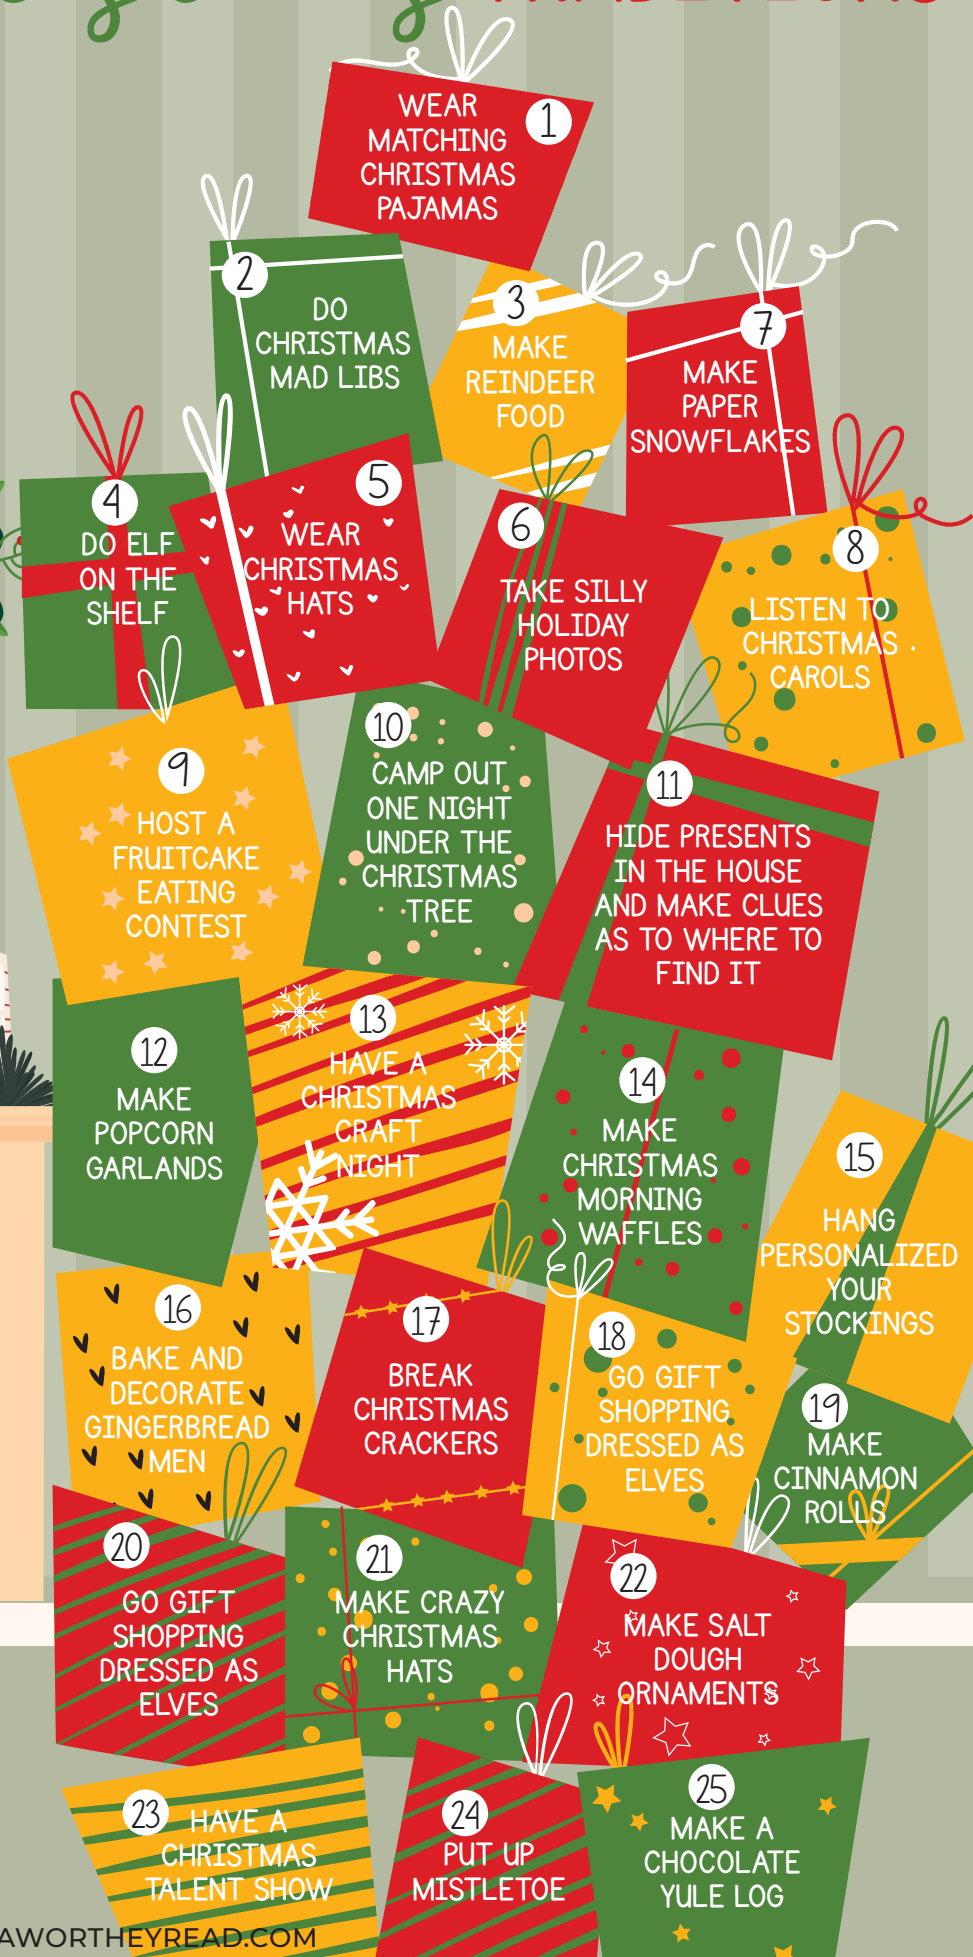 1
WEAR
MATCHING
CHRISTMAS
PAJAMAS
2
DO
CHRISTMAS
MAD LIBS
3
MAKE
REINDEER
FOOD
7
MAKE
PAPER
SNOWFLAKES
4
DO ELF
ON THE
SHELF
5
WEAR
CHRISTMAS
HATS
6
TAKE SILLY
HOLIDAY
PHOTOS
8
LISTEN TO
CHRISTMAS
CAROLS
9
HOST A
FRUITCAKE
EATING
CONTEST
10
CAMP OUT
ONE NIGHT
UNDER THE
CHRISTMAS
TREE
11
HIDE PRESENTS
IN THE HOUSE
AND MAKE CLUES
AS TO WHERE TO
FIND IT
12
MAKE
POPCORN
GARLANDS
13
HAVE A
CHRISTMAS
CRAFT
NIGHT
14
MAKE
CHRISTMAS
MORNING
WAFFLES
15
HANG
PERSONALIZED
YOUR
STOCKINGS
16
BAKE AND
DECORATE
GINGERBREAD
MEN
17
BREAK
CHRISTMAS
CRACKERS
18
GO GIFT
SHOPPING
DRESSED AS
ELVES
19
MAKE
CINNAMON
ROLLS
20
GO GIFT
SHOPPING
DRESSED AS
ELVES
21
MAKE CRAZY
CHRISTMAS
HATS
22
MAKE SALT
DOUGH
ORNAMENTS
23
HAVE A
CHRISTMAS
TALENT SHOW
24
PUT UP
MISTLETOE
25
MAKE A
CHOCOLATE
YULE LOG
AWORTHEYREAD.COM